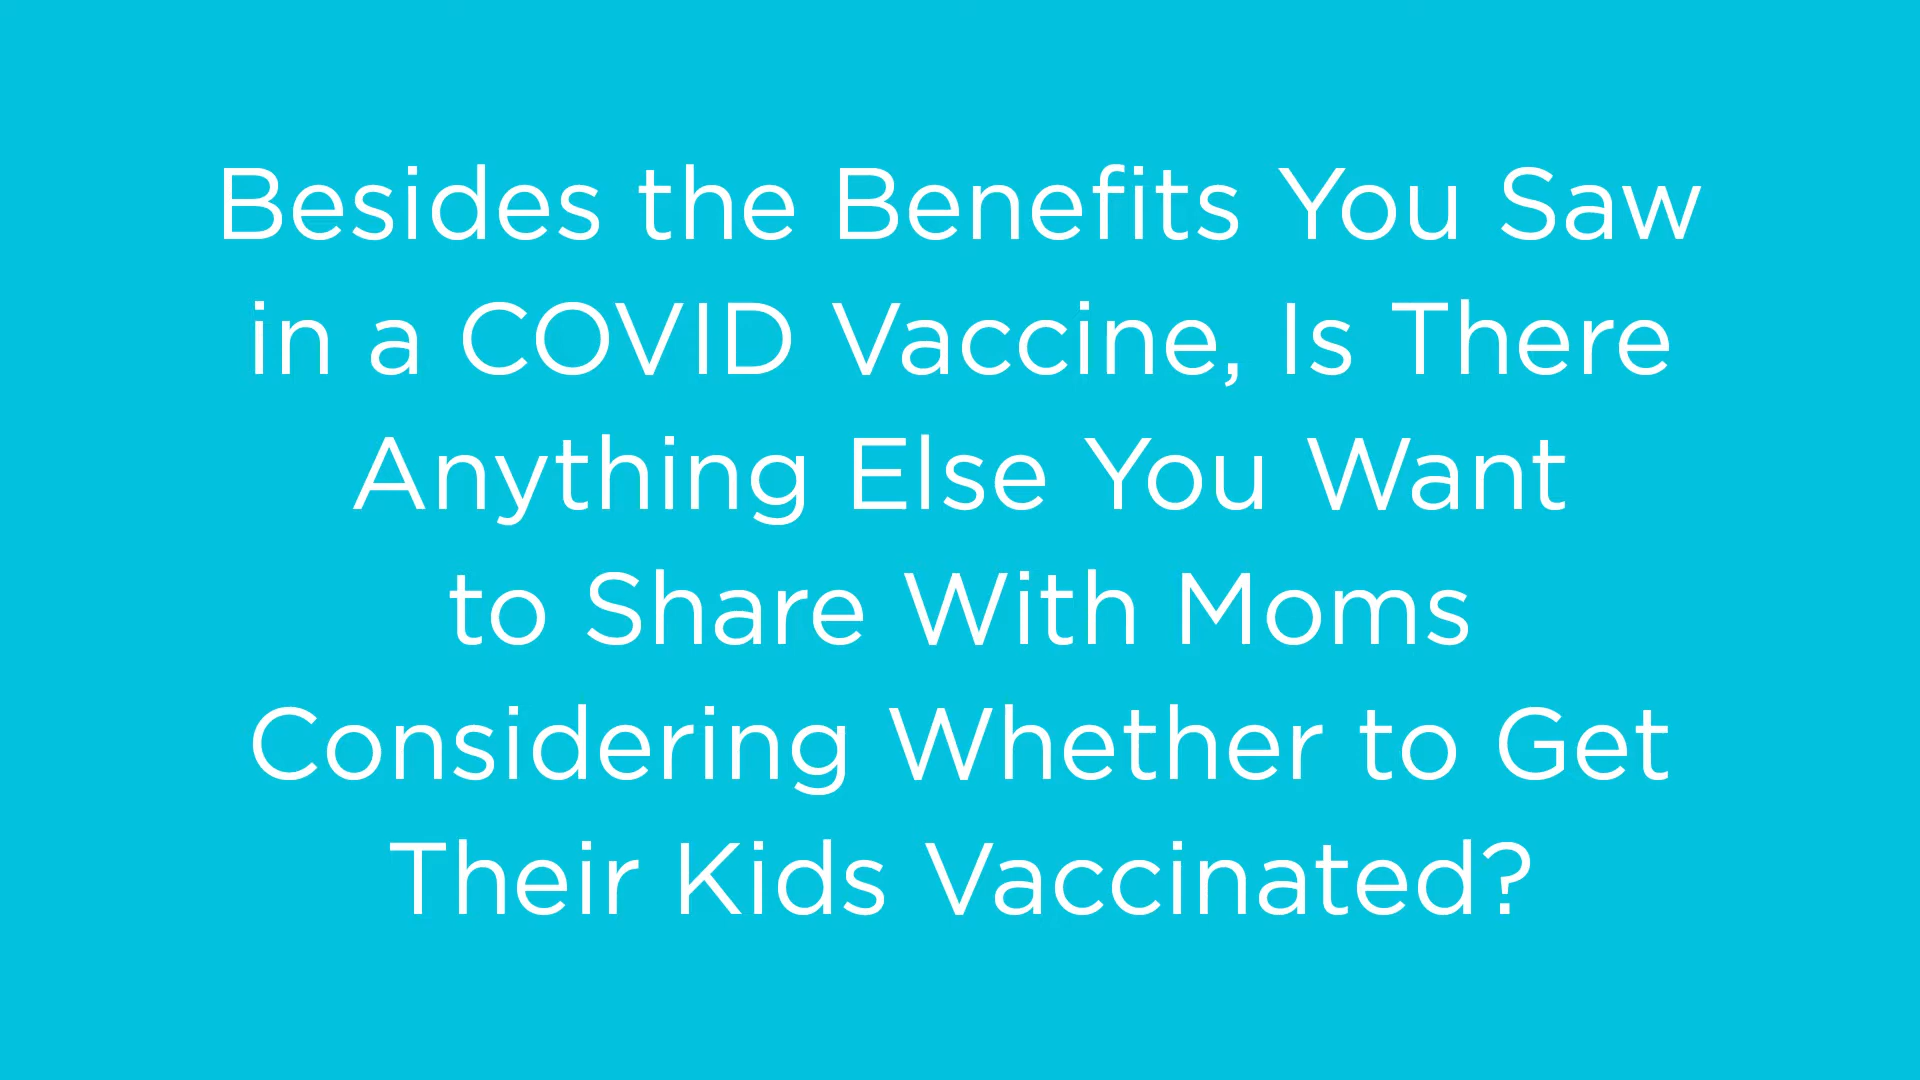 Besides the Benefits You Saw
in a COVID Vaccine, Is There
Anything Else You Want
to Share With Moms
Considering Whether to Get
Their Kids Vaccinated?